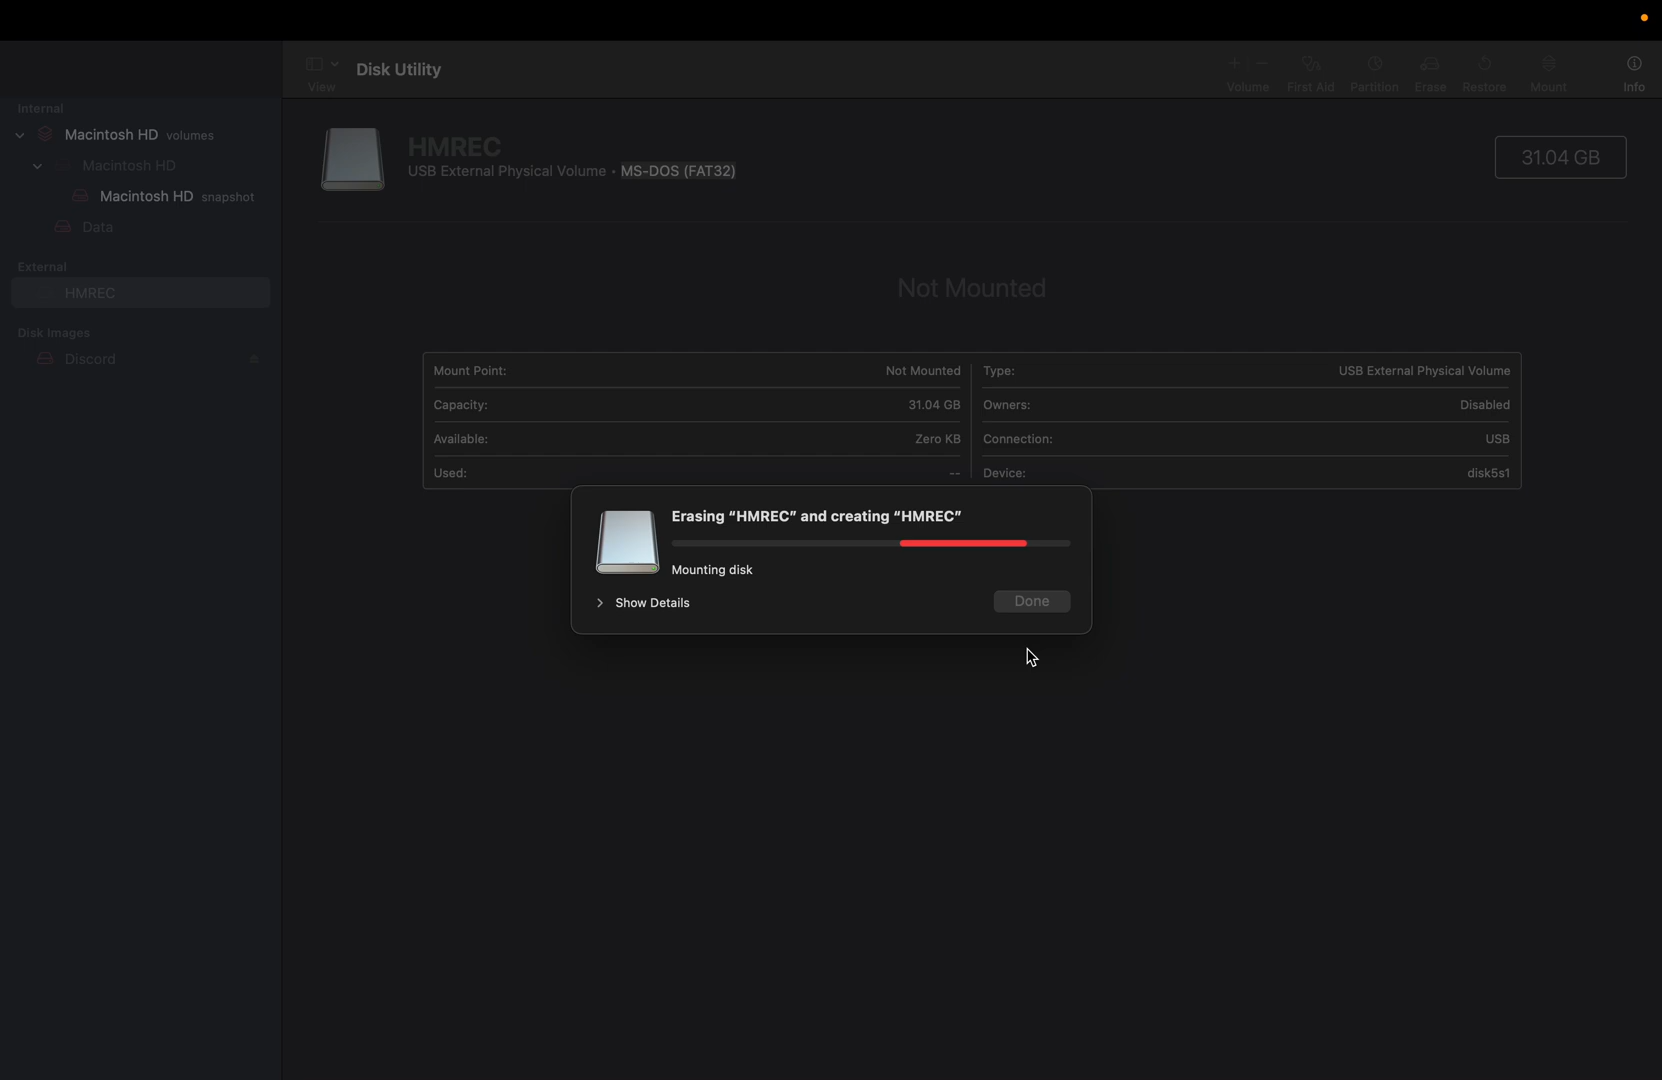 View
Disk Utility
Volume
First Aid
Partition
Erase
Restore
Mount
Info
Internal
Macintosh HD volumes
Macintosh HD
Macintosh HD snapshot
Data
External
HMREC
Disk Images
Discord
HMREC
USB External Physical Volume • MS-DOS (FAT32)
31.04 GB
Not Mounted
Mount Point: Not Mounted
Capacity: 31.04 GB
Available: Zero KB
Used: --
Type: USB External Physical Volume
Owners: Disabled
Connection: USB
Device: disk5s1
Erasing “HMREC” and creating “HMREC”
Mounting disk
Show Details
Done